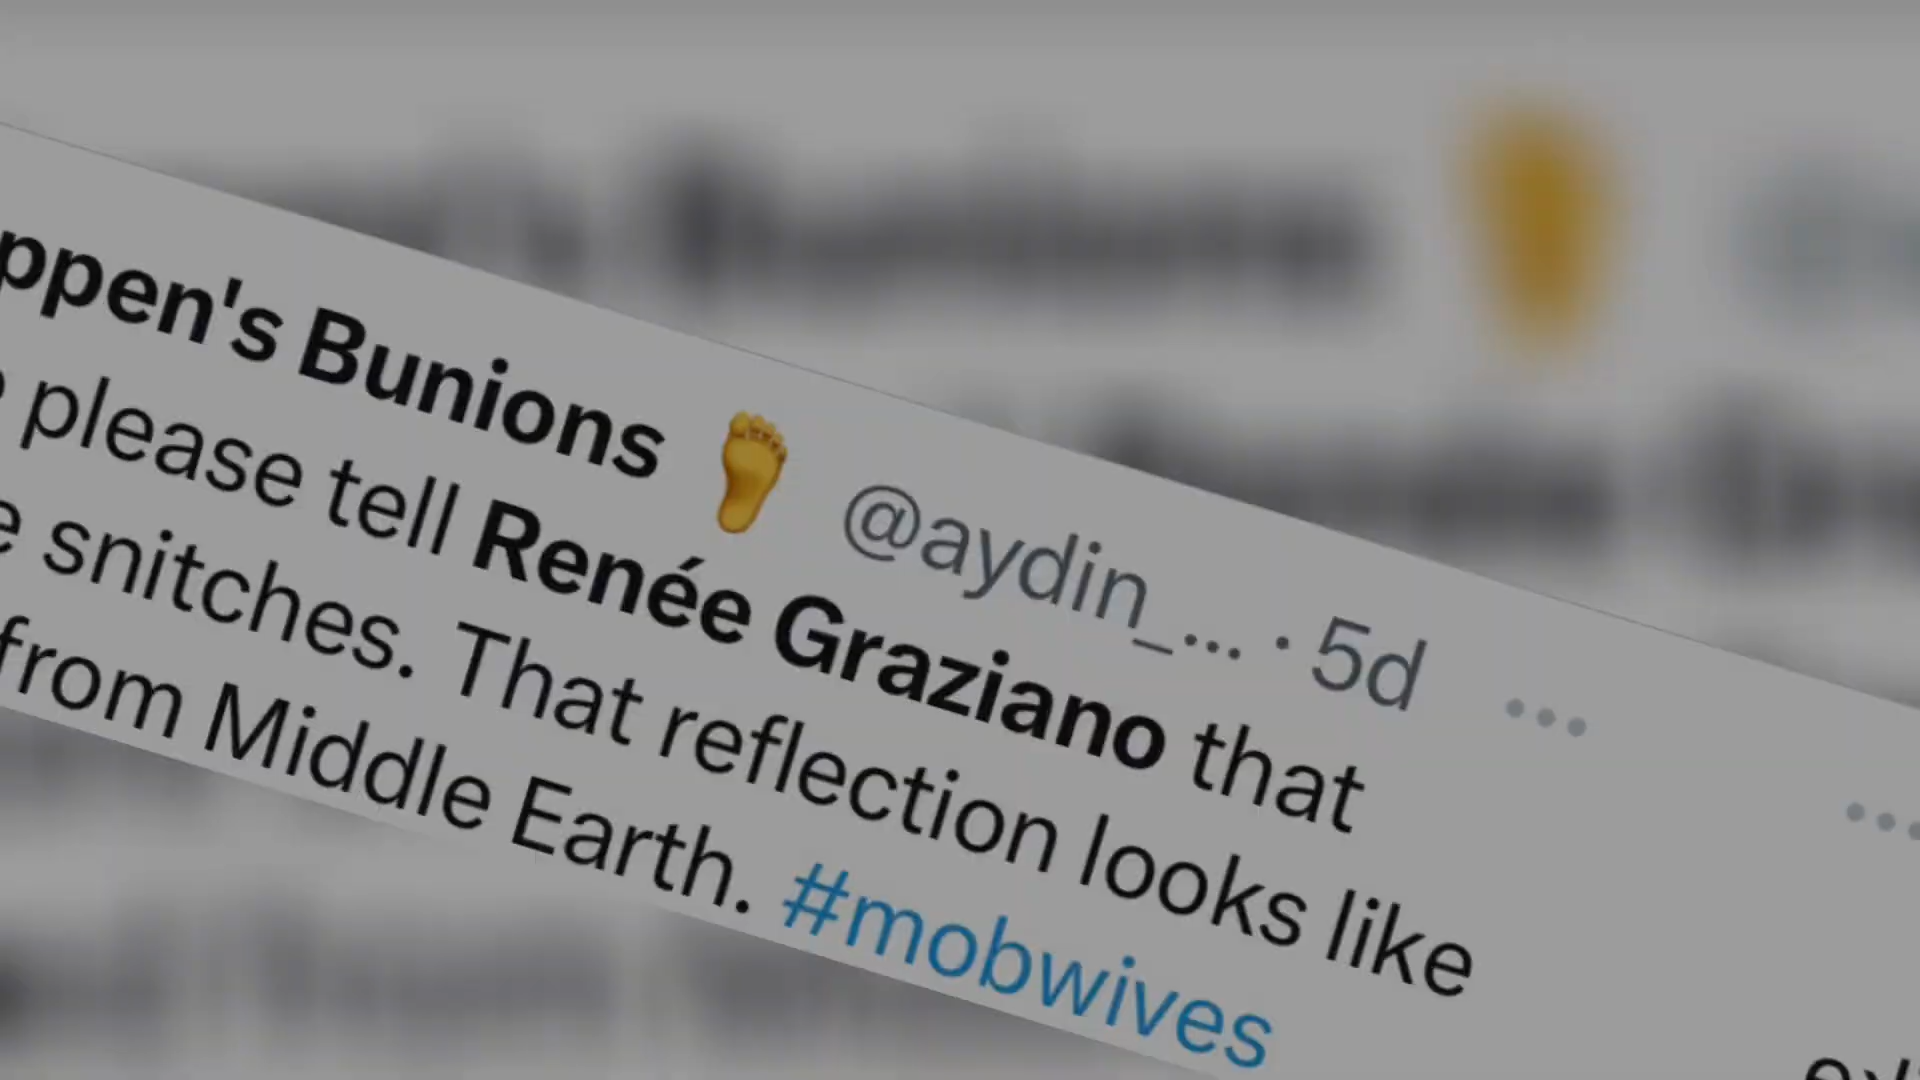 ppen's Bunions 🦶 @aydin_... · 5d ...
please tell Renée Graziano that
snitches. That reflection looks like
from Middle Earth. #mobwives